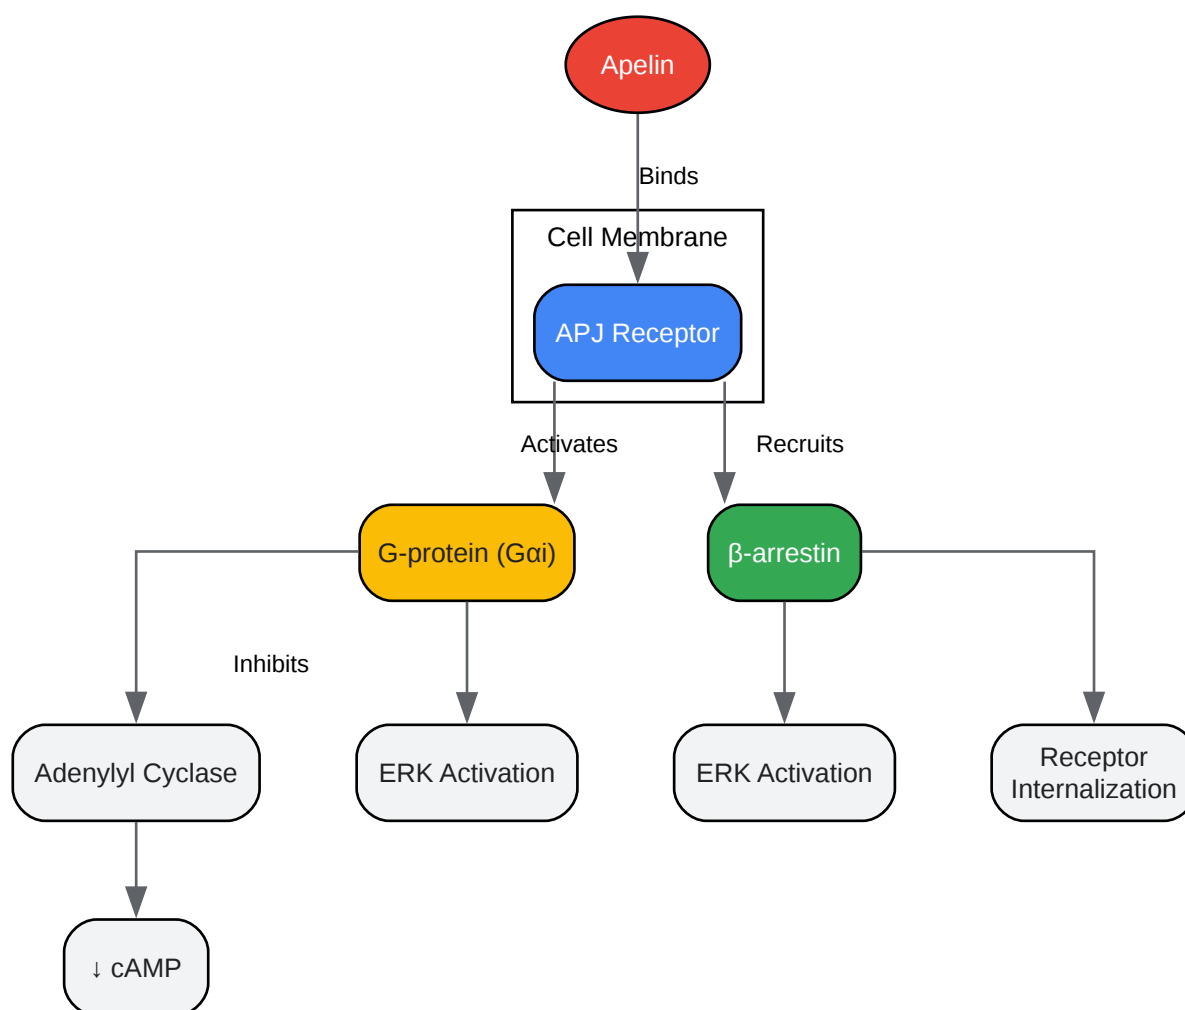 Apelin
Binds
Cell Membrane
APJ Receptor
Activates
Recruits
G-protein (Gαi)
β-arrestin
Inhibits
Adenylyl Cyclase
ERK Activation
ERK Activation
Receptor
Internalization
↓ cAMP